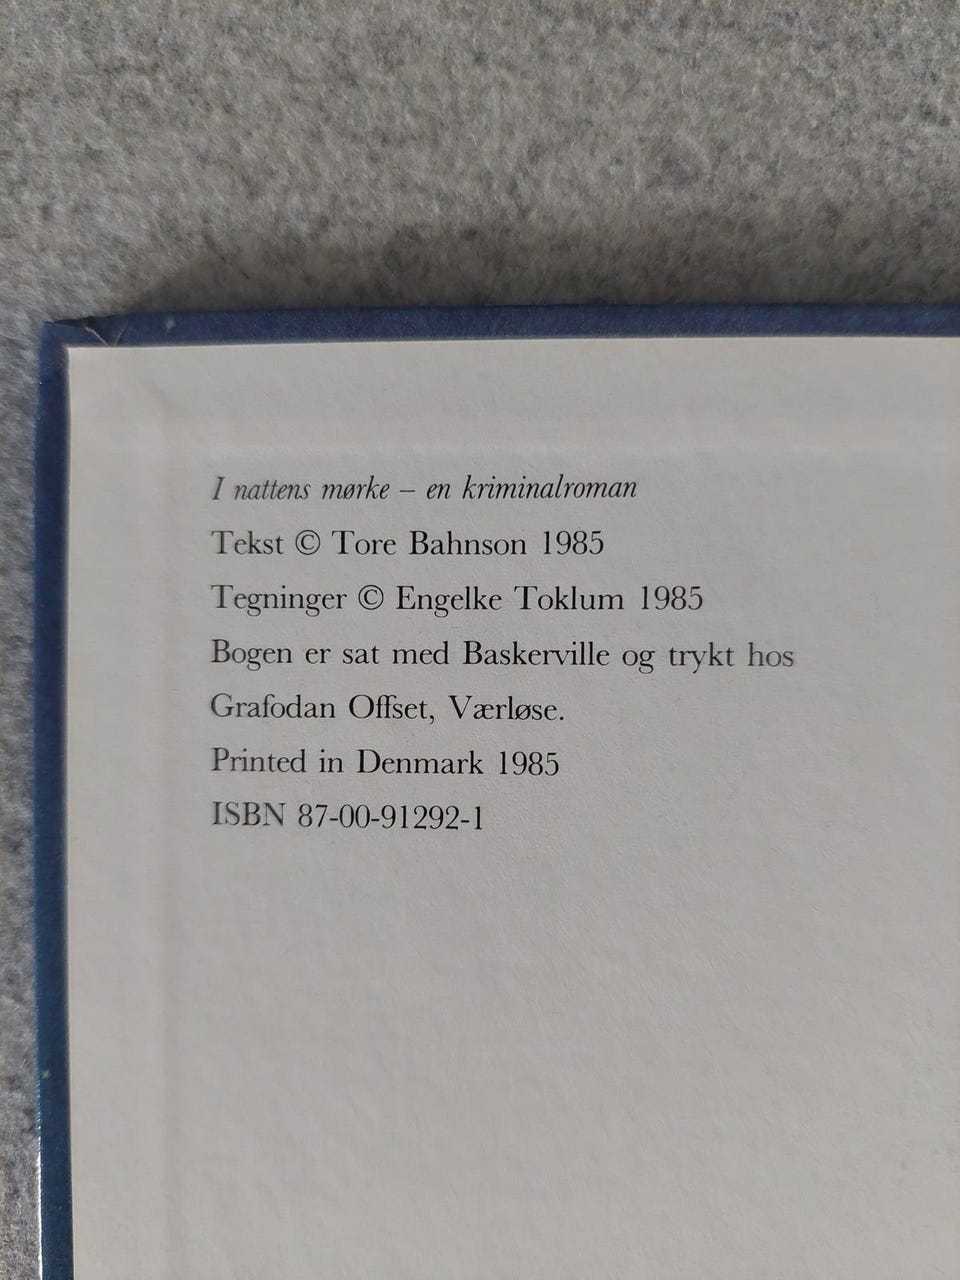 I nattens mørke – en kriminalroman
Tekst © Tore Bahnson 1985
Tegninger © Engelke Toklum 1985
Bogen er sat med Baskerville og trykt hos
Grafodan Offset, Værløse.
Printed in Denmark 1985
ISBN 87-00-91292-1